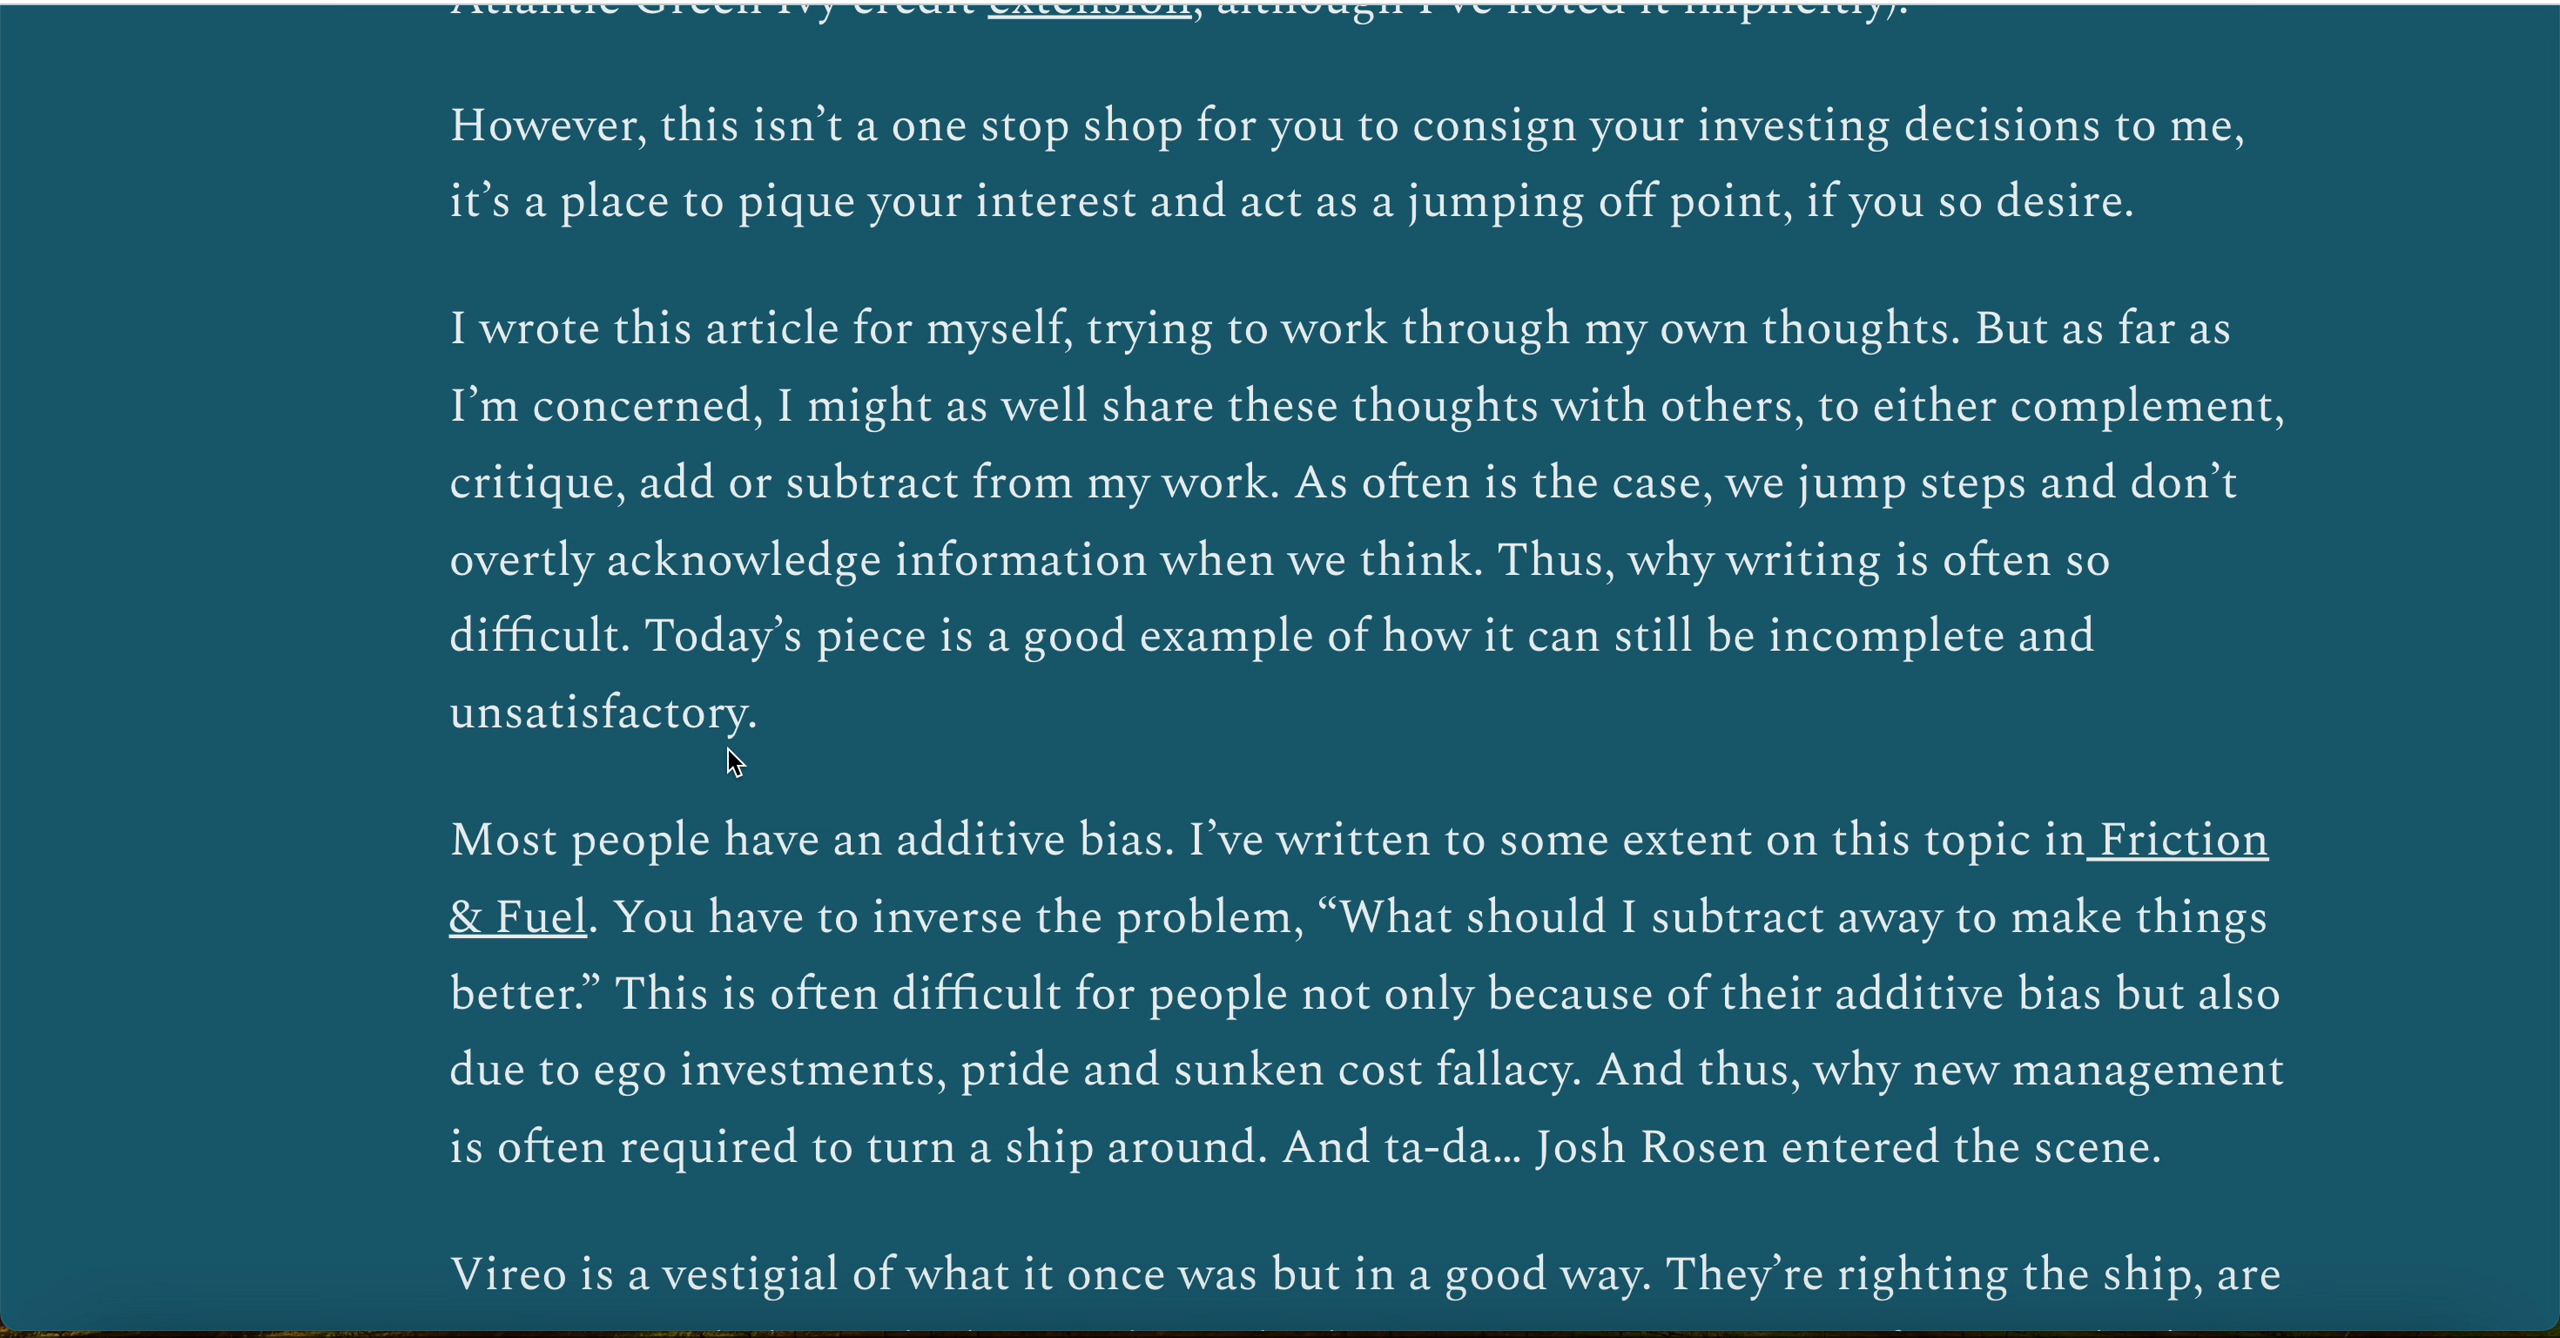 Atlantic Green Ivy credit extension, although I’ve noted it implicitly).
However, this isn’t a one stop shop for you to consign your investing decisions to me,
it’s a place to pique your interest and act as a jumping off point, if you so desire.
I wrote this article for myself, trying to work through my own thoughts. But as far as
I’m concerned, I might as well share these thoughts with others, to either complement,
critique, add or subtract from my work. As often is the case, we jump steps and don’t
overtly acknowledge information when we think. Thus, why writing is often so
difficult. Today’s piece is a good example of how it can still be incomplete and
unsatisfactory.
Most people have an additive bias. I’ve written to some extent on this topic in Friction
& Fuel. You have to inverse the problem, “What should I subtract away to make things
better.” This is often difficult for people not only because of their additive bias but also
due to ego investments, pride and sunken cost fallacy. And thus, why new management
is often required to turn a ship around. And ta-da… Josh Rosen entered the scene.
Vireo is a vestigial of what it once was but in a good way. They’re righting the ship, are